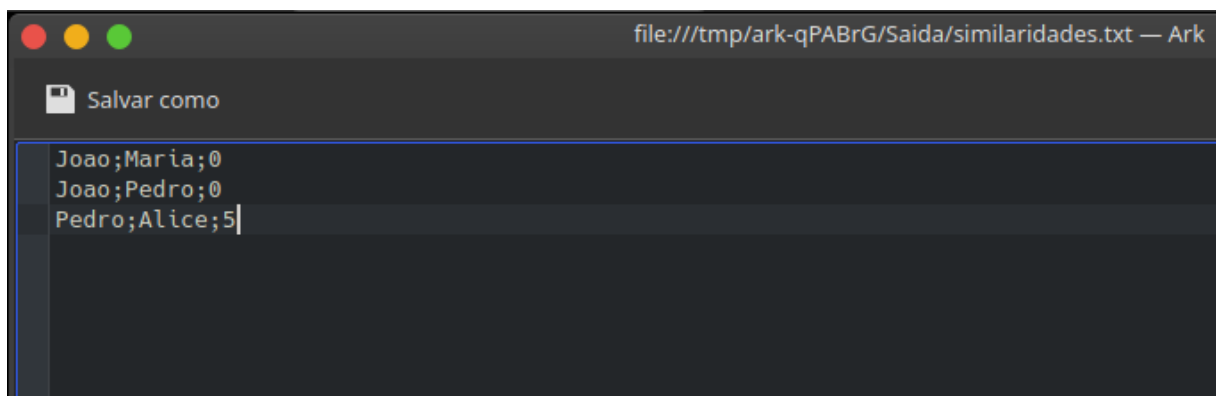 file:///tmp/ark-qPABrG/Saida/similaridades.txt — Ark
Salvar como
Joao;Maria;0
Joao;Pedro;0
Pedro;Alice;5